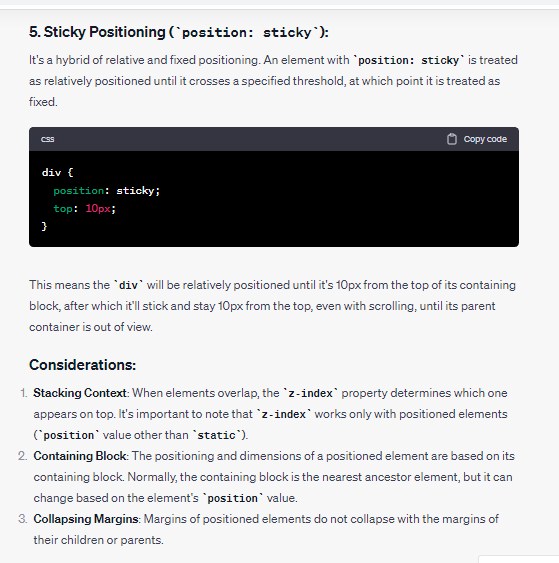 5. Sticky Positioning (`position: sticky`):
It's a hybrid of relative and fixed positioning. An element with `position: sticky` is treated
as relatively positioned until it crosses a specified threshold, at which point it is treated as
fixed.
css
Copy code
div {
  position: sticky;
  top: 10px;
}
This means the `div` will be relatively positioned until it's 10px from the top of its containing
block, after which it'll stick and stay 10px from the top, even with scrolling, until its parent
container is out of view.
Considerations:
1. Stacking Context: When elements overlap, the `z-index` property determines which one
appears on top. It's important to note that `z-index` works only with positioned elements
(`position` value other than `static`).
2. Containing Block: The positioning and dimensions of a positioned element are based on its
containing block. Normally, the containing block is the nearest ancestor element, but it can
change based on the element's `position` value.
3. Collapsing Margins: Margins of positioned elements do not collapse with the margins of
their children or parents.